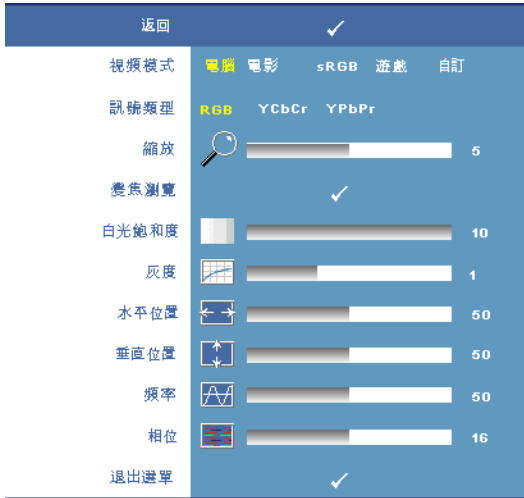 返回
視頻模式 電腦 電影 sRGB 遊戲 自訂
訊號類型 RGB YCbCr YPbPr
縮放 5
變焦瀏覽
白光飽和度 10
灰度 1
水平位置 50
垂直位置 50
頻率 50
相位 16
退出選單